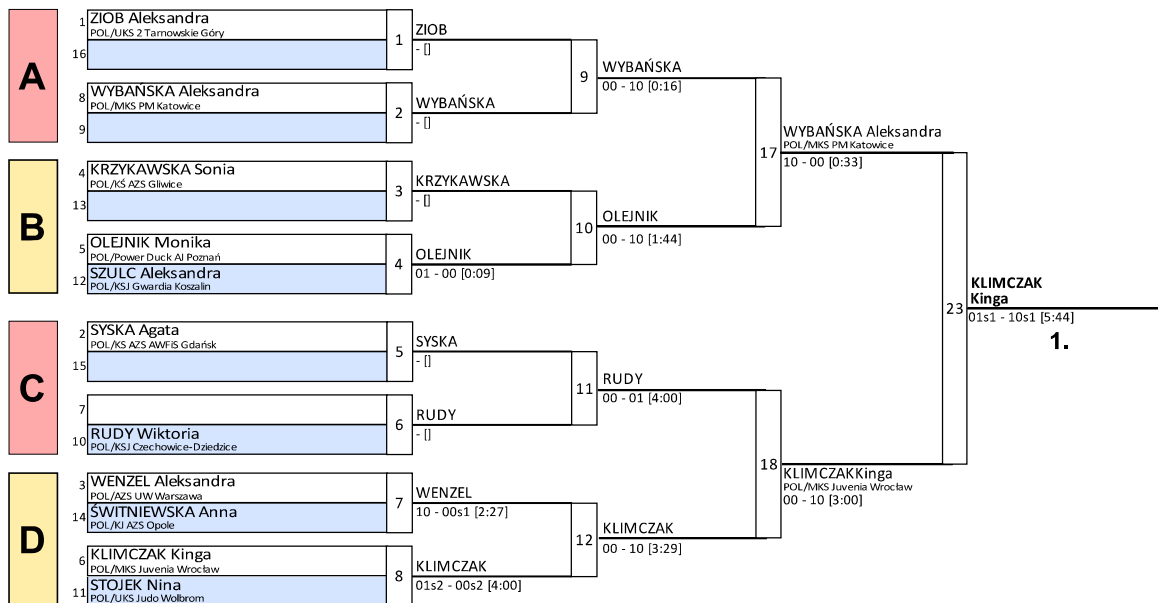 A
1 ZIOB Aleksandra
POL/UKS 2 Tarnowskie Góry
16
1
ZIOB
- []
8 WYBAŃSKA Aleksandra
POL/MKS PM Katowice
9
2
WYBAŃSKA
- []
9
WYBAŃSKA
00 - 10 [0:16]
B
4 KRZYKAWSKA Sonia
POL/KŚ AZS Gliwice
13
3
KRZYKAWSKA
- []
5 OLEJNIK Monika
POL/Power Duck AJ Poznań
12 SZULC Aleksandra
POL/KSJ Gwardia Koszalin
4
OLEJNIK
01 - 00 [0:09]
10
OLEJNIK
00 - 10 [1:44]
17
WYBAŃSKA Aleksandra
POL/MKS PM Katowice
10 - 00 [0:33]
C
2 SYSKA Agata
POL/KS AZS AWFiS Gdańsk
15
5
SYSKA
- []
7
10 RUDY Wiktoria
POL/KSJ Czechowice-Dziedzice
6
RUDY
- []
11
RUDY
00 - 01 [4:00]
D
3 WENZEL Aleksandra
POL/AZS UW Warszawa
14 ŚWITNIEWSKA Anna
POL/KJ AZS Opole
7
WENZEL
10 - 00s1 [2:27]
6 KLIMCZAK Kinga
POL/MKS Juvenia Wrocław
11 STOJEK Nina
POL/UKS Judo Wolbrom
8
KLIMCZAK
01s2 - 00s2 [4:00]
12
KLIMCZAK
00 - 10 [3:29]
18
KLIMCZAKKinga
POL/MKS Juvenia Wrocław
00 - 10 [3:00]
23
KLIMCZAK
Kinga
01s1 - 10s1 [5:44]
1.